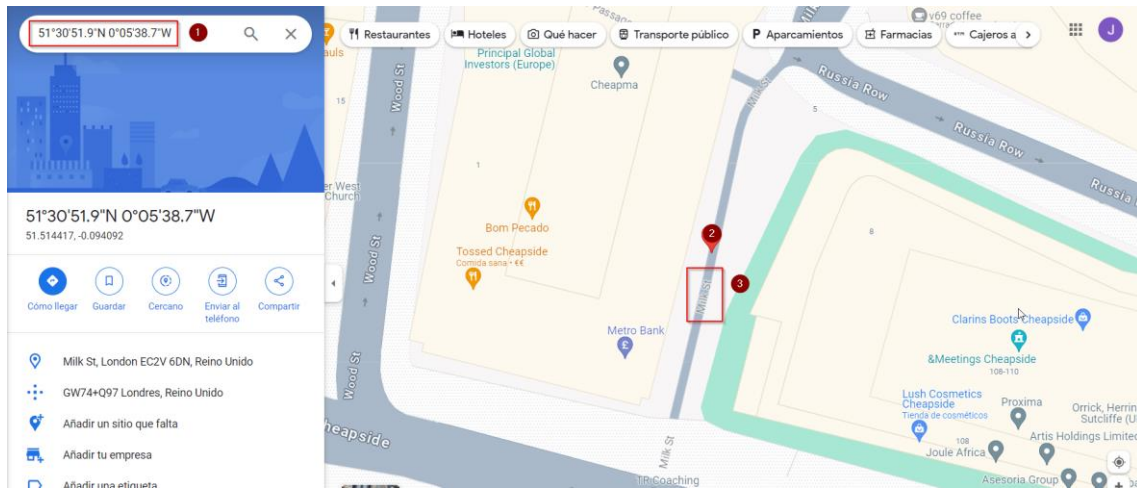 51°30'51.9"N 0°05'38.7"W
1
Restaurantes
Hoteles
Qué hacer
Transporte público
P Aparcamientos
Farmacias
Cajeros a
J
v69 coffee
Principal Global
Investors (Europe)
Cheapma
Wood St
15
Milk St
Russia Row
5
Russia Row
Russia
1
Church
Bom Pecado
Tossed Cheapside
Comida sana • €€
Wood St
2
8
3
Milk St
Metro Bank
Wood St
Clarins Boots Cheapside
&Meetings Cheapside
108-110
Lush Cosmetics
Cheapside
Tienda de cosméticos
Proxima
Orrick, Herrin
Sutcliffe (U
108
Joule Africa
Artis Holdings Limite
heapside
Milk St
TR Coaching
Asesoria Group
51°30'51.9"N 0°05'38.7"W
51.514417, -0.094092
Cómo llegar
Guardar
Cercano
Enviar al
teléfono
Compartir
Milk St, London EC2V 6DN, Reino Unido
GW74+Q97 Londres, Reino Unido
Añadir un sitio que falta
Añadir tu empresa
Añadir una etiqueta